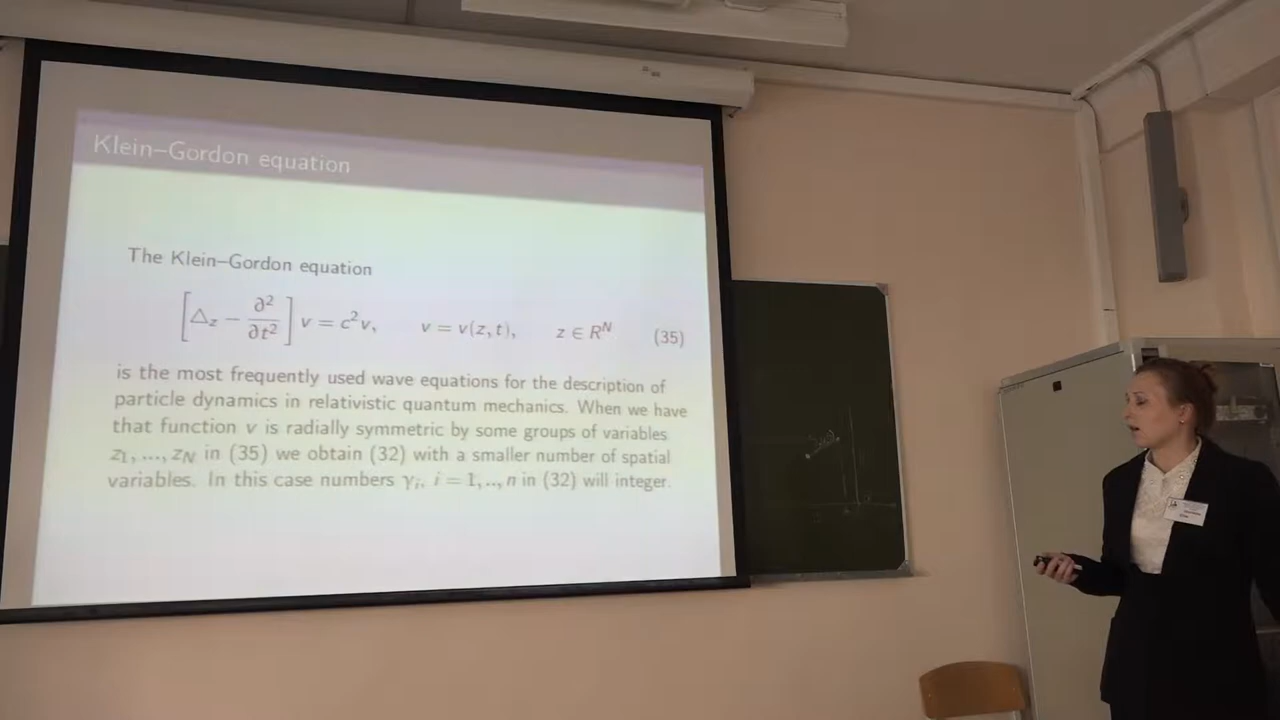 Klein–Gordon equation
The Klein–Gordon equation
[Δ_z − ∂²/∂t²] v = c²v, v = v(z, t), z ∈ R^N (35)
is the most frequently used wave equations for the description of
particle dynamics in relativistic quantum mechanics. When we have
that function v is radially symmetric by some groups of variables
z₁, ..., z_N in (35) we obtain (32) with a smaller number of spatial
variables. In this case numbers γᵢ, i = 1, .., n in (32) will integer.